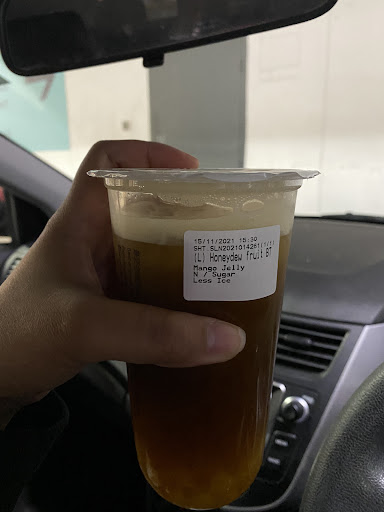 15/11/2021 15:30
(L) Honeydew fruit BT
Mango Jelly
N / Sugar
Less Ice